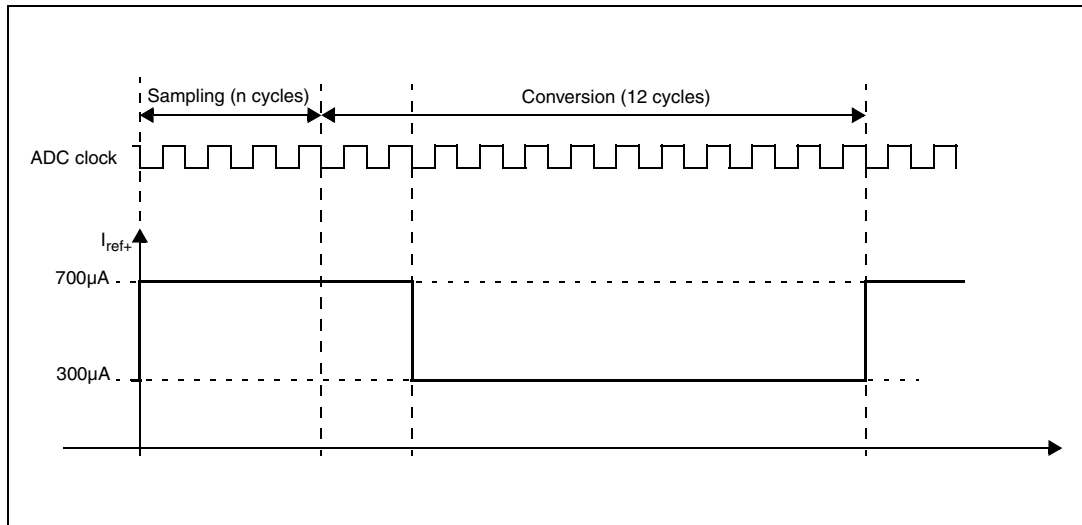 Sampling (n cycles)
Conversion (12 cycles)
ADC clock
Iref+
700µA
300µA